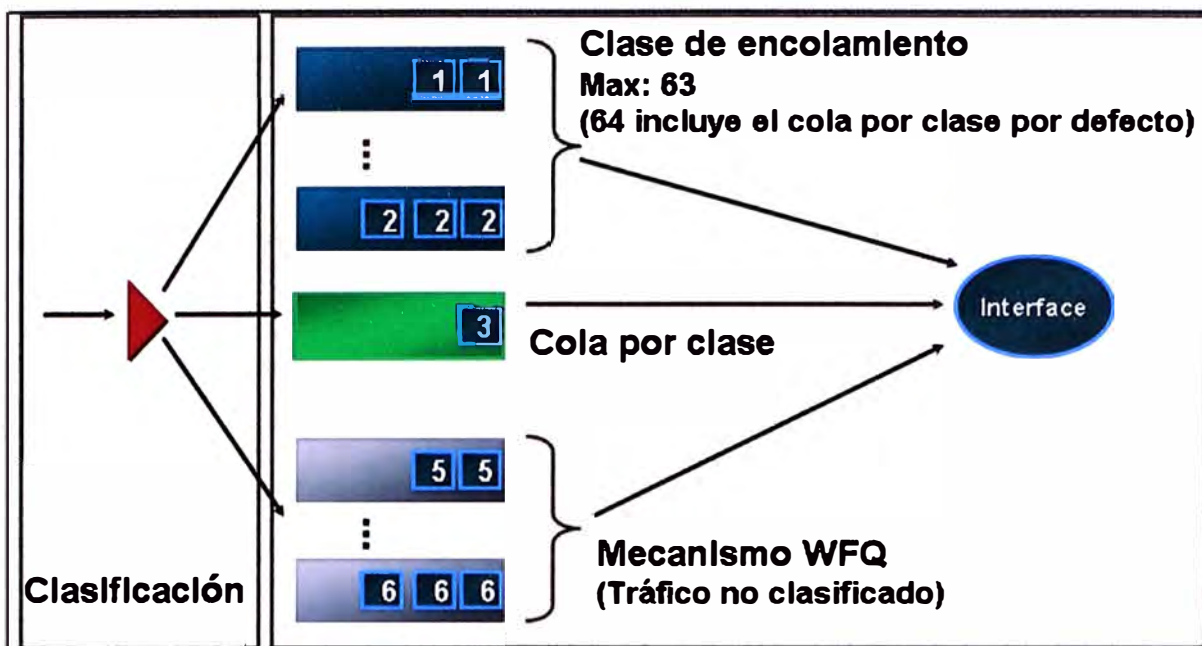 Clase de encolamiento
Max: 63
(64 incluye el cola por clase por defecto)
1 1
2 2 2
3
Cola por clase
Interface
5 5
Mecanismo WFQ
(Tráfico no clasificado)
6 6 6
Clasificación